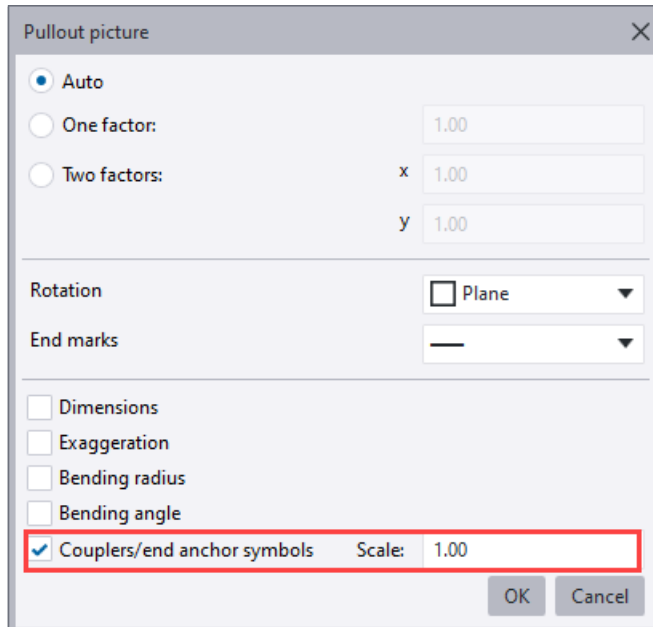 Pullout picture
Auto
One factor: 1.00
Two factors: x 1.00
y 1.00
Rotation Plane
End marks
Dimensions
Exaggeration
Bending radius
Bending angle
Couplers/end anchor symbols Scale: 1.00
OK Cancel